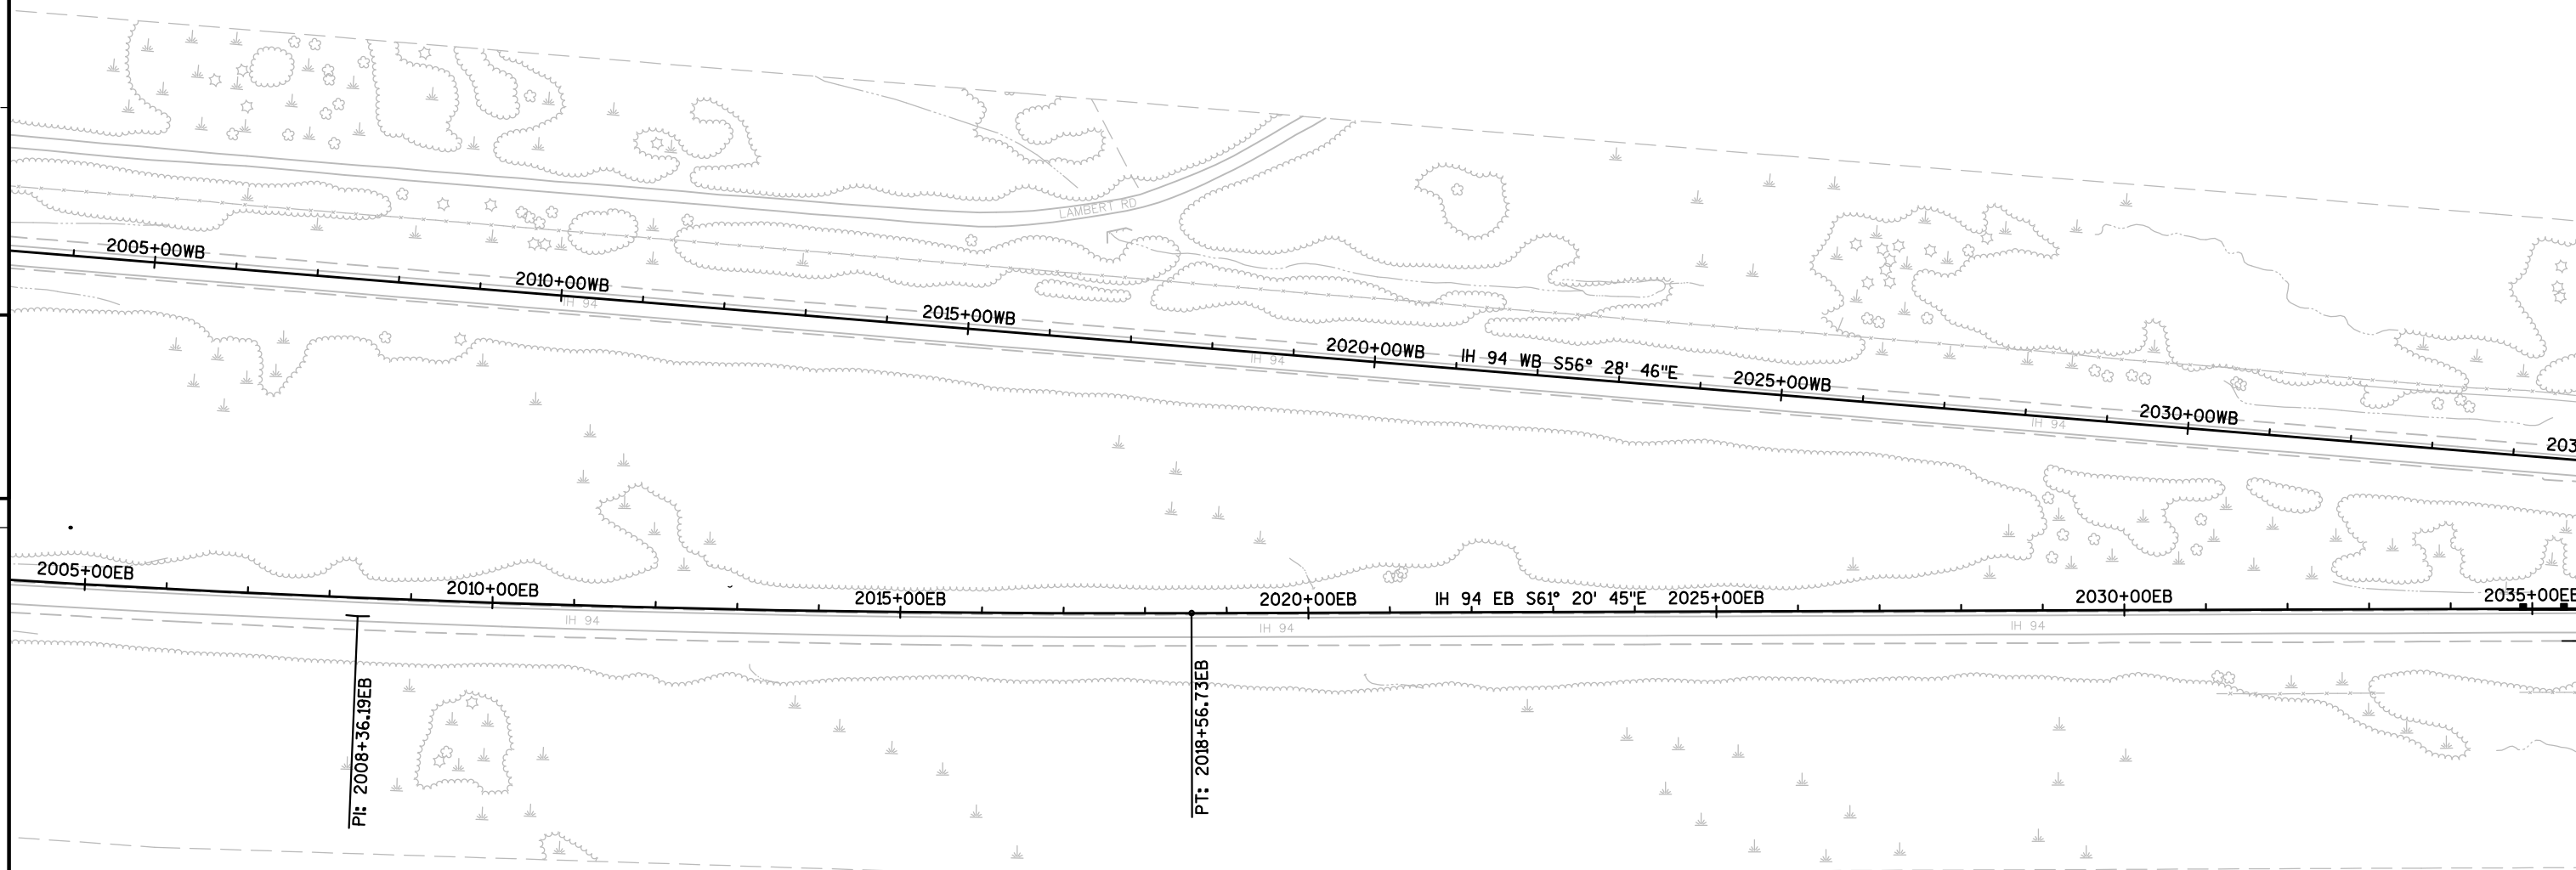 LAMBERT RD
2005+00WB
2010+00WB
IH 94
2015+00WB
IH 94
2020+00WB
IH 94 WB S56° 28' 46"E
2025+00WB
IH 94
2030+00WB
203
2005+00EB
2010+00EB
2015+00EB
2020+00EB
IH 94 EB S61° 20' 45"E
2025+00EB
2030+00EB
2035+00E
IH 94
IH 94
IH 94
PI: 2008+36.19EB
PT: 2018+56.73EB